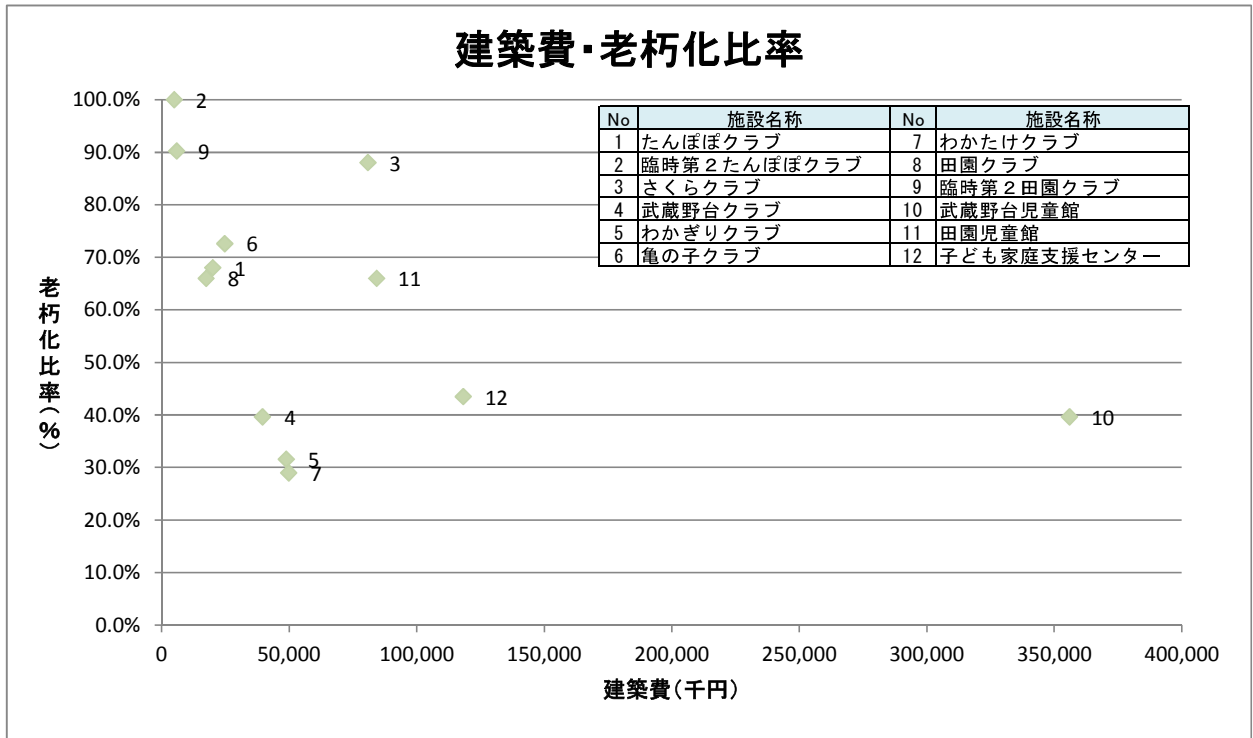 建築費・老朽化比率
100.0%
90.0%
80.0%
70.0%
60.0%
50.0%
40.0%
30.0%
20.0%
10.0%
0.0%
老朽化比率（％）
2
9
3
6
1
8
11
12
4
10
5
7
No 施設名称 No 施設名称
1 たんぽぽクラブ 7 わかたけクラブ
2 臨時第２たんぽぽクラブ 8 田園クラブ
3 さくらクラブ 9 臨時第２田園クラブ
4 武蔵野台クラブ 10 武蔵野台児童館
5 わかぎりクラブ 11 田園児童館
6 亀の子クラブ 12 子ども家庭支援センター
0 50,000 100,000 150,000 200,000 250,000 300,000 350,000 400,000
建築費（千円）